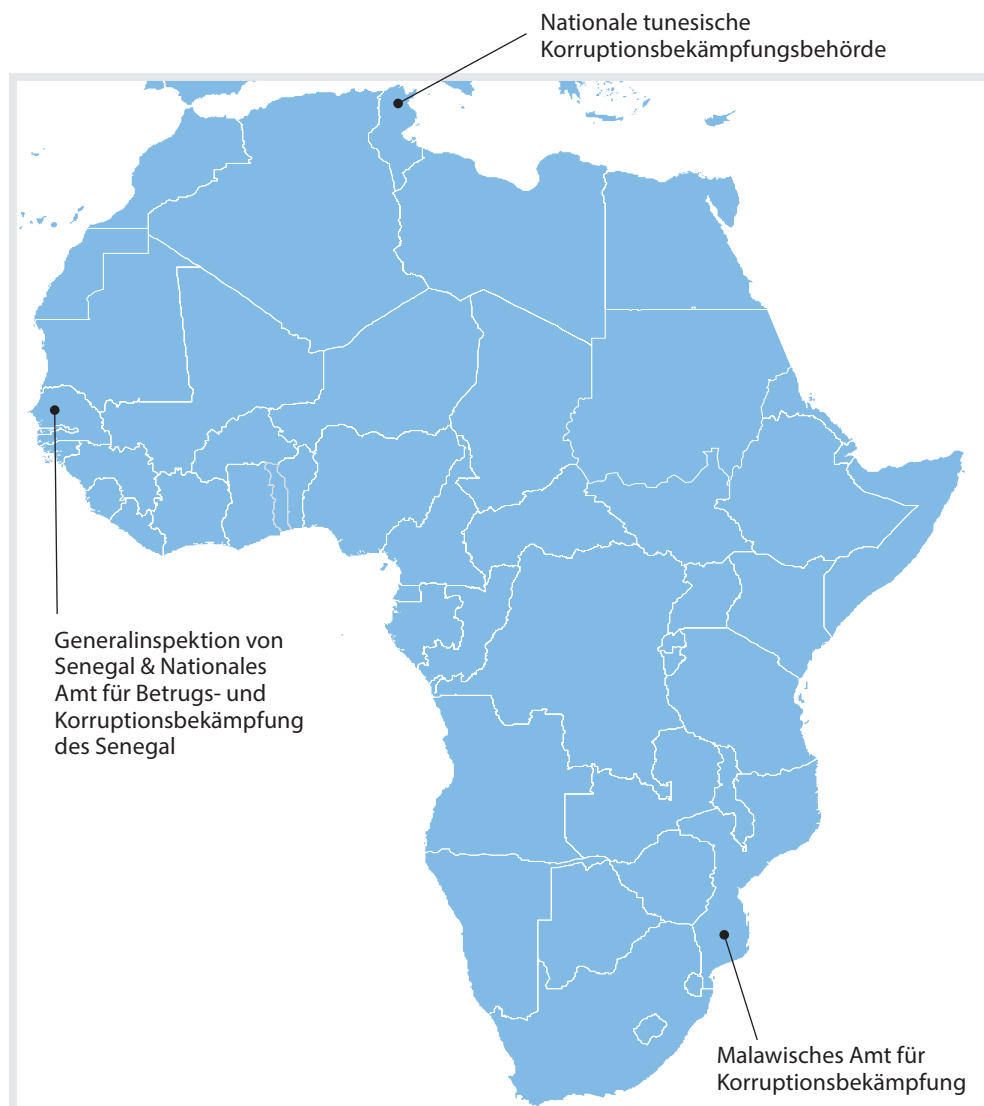 Nationale tunesische
Korruptionsbekämpfungsbehörde
Generalinspektion von
Senegal & Nationales
Amt für Betrugs- und
Korruptionsbekämpfung
des Senegal
Malawisches Amt für
Korruptionsbekämpfung